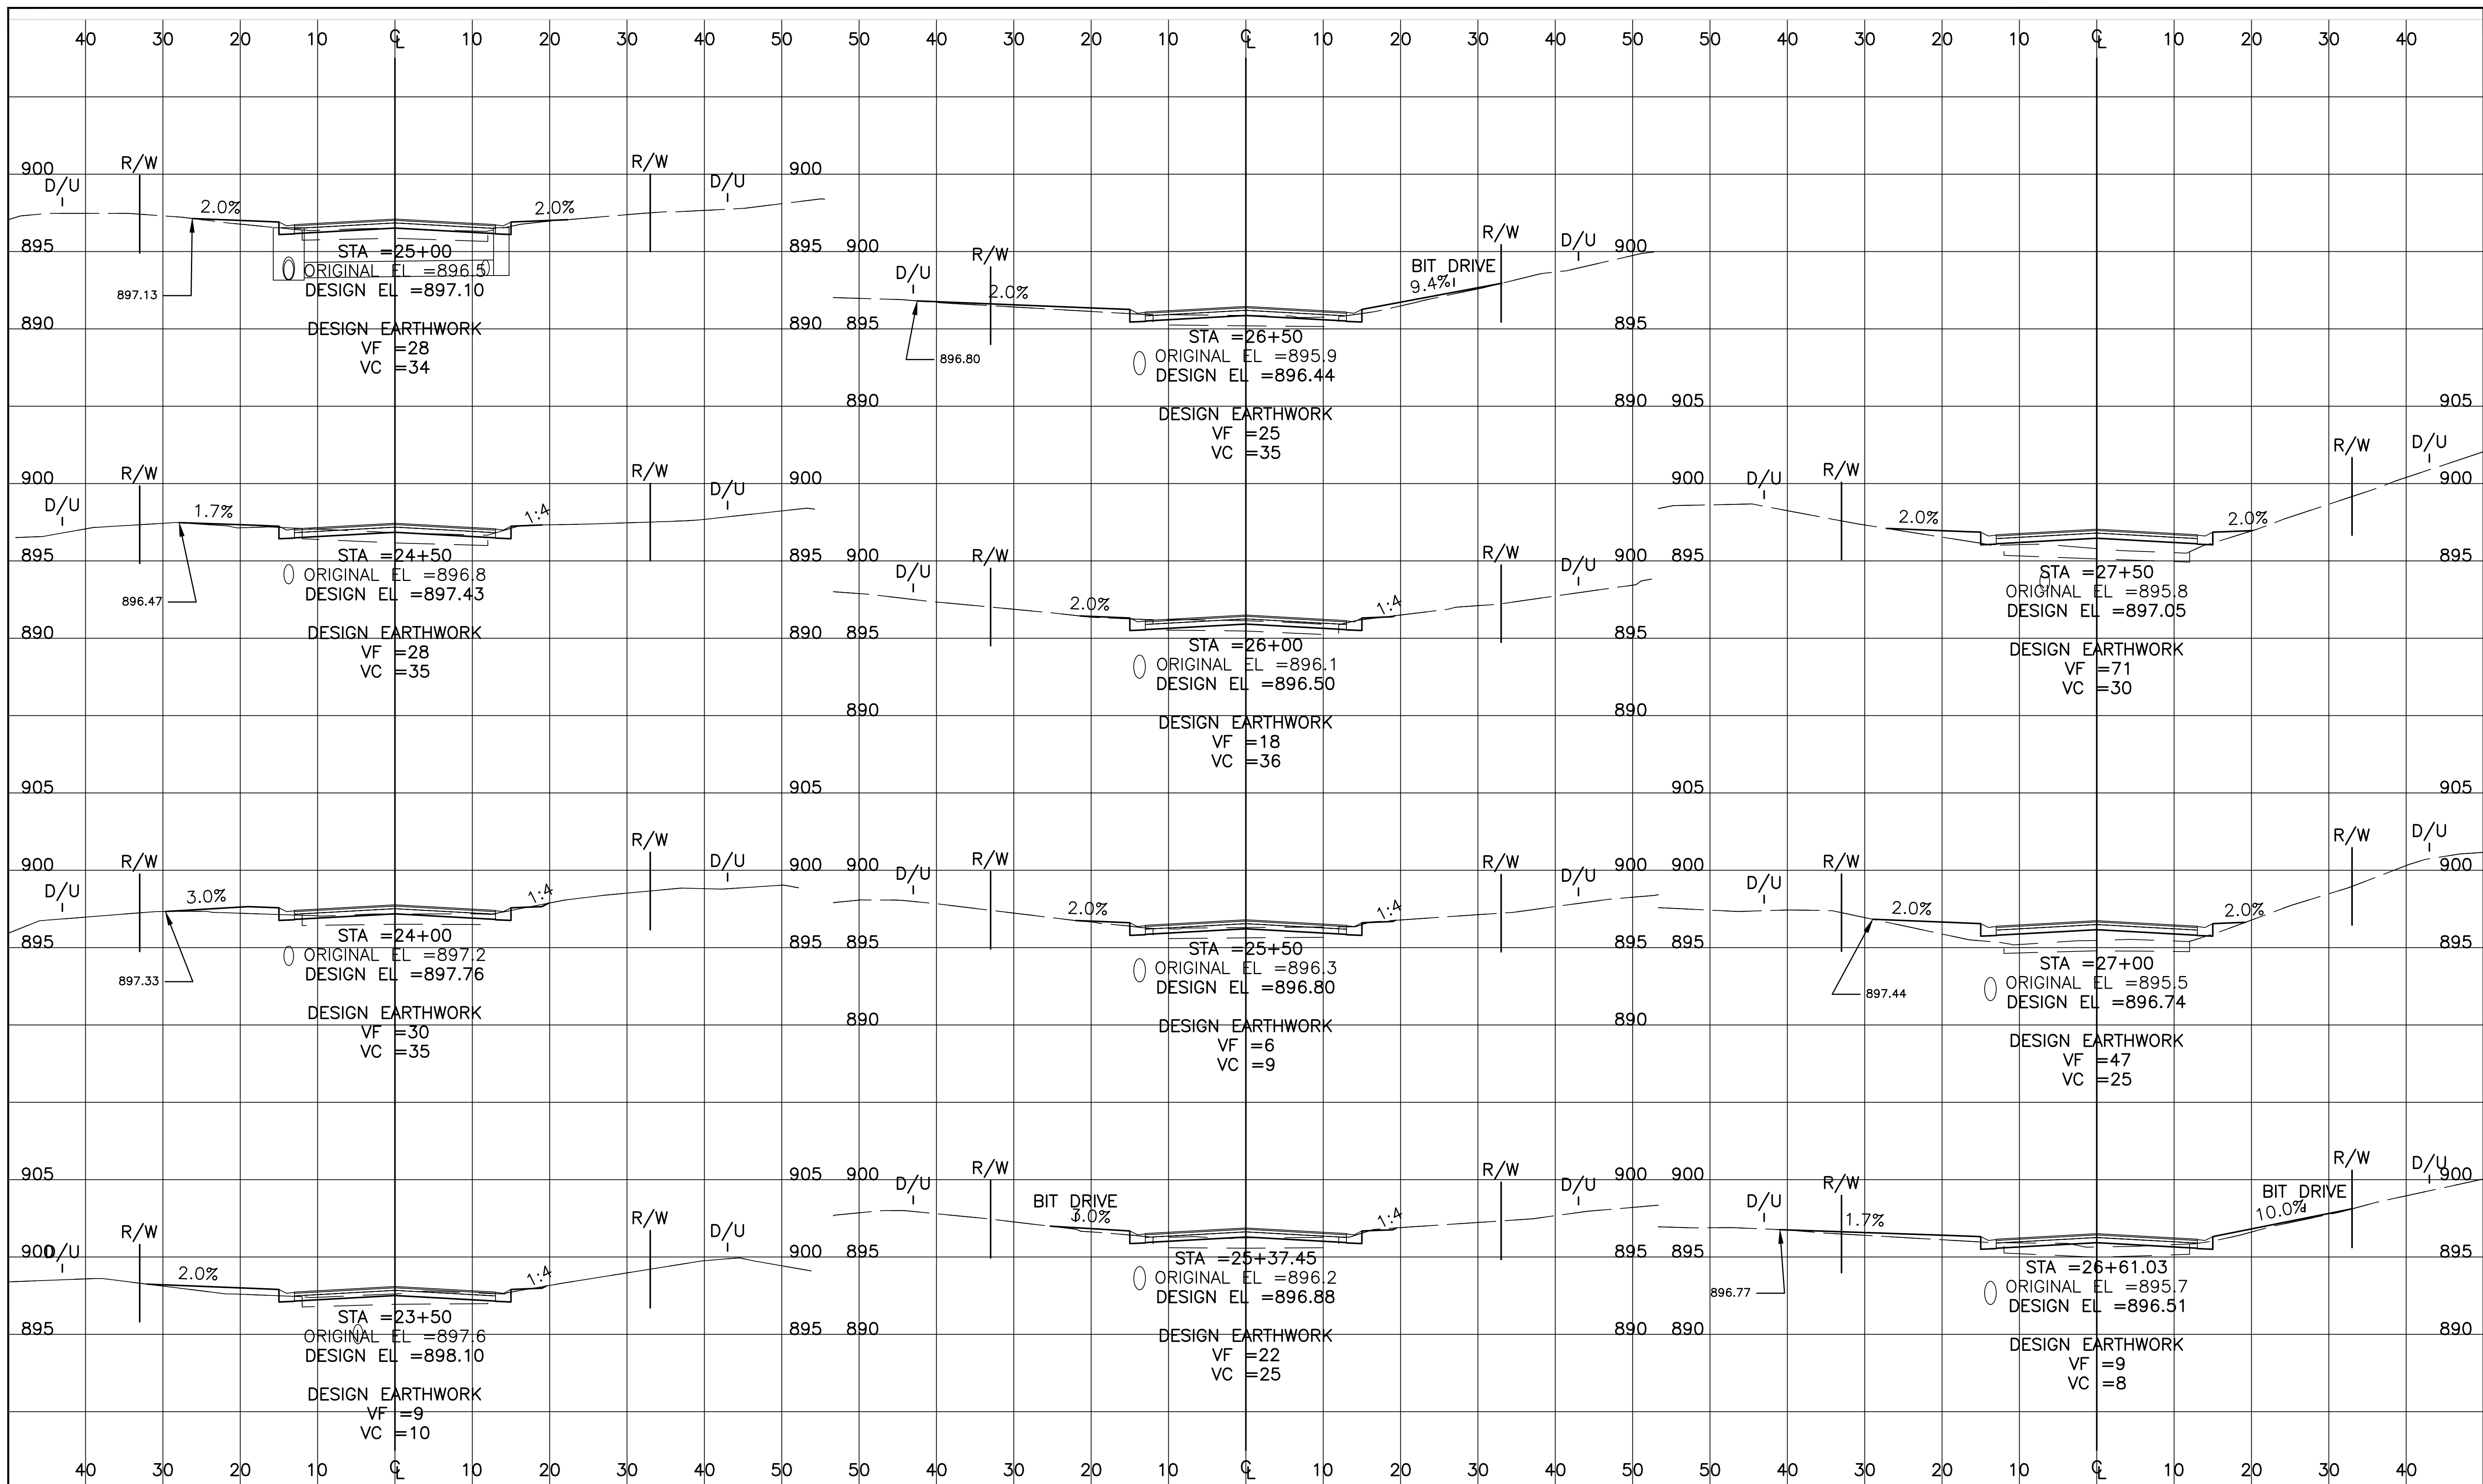 40 30 20 10 ℄ 10 20 30 40 50 50 40 30 20 10 ℄ 10 20 30 40 50 50 40 30 20 10 ℄ 10 20 30 40
900 900
R/W R/W
D/U D/U
2.0% 2.0%
895 895
STA =25+00
ORIGINAL EL =896.5
DESIGN EL =897.10
897.13
890 890
DESIGN EARTHWORK
VF =28
VC =34
900 900
R/W R/W
D/U D/U
1.7% 1:4
895 895
STA =24+50
ORIGINAL EL =896.8
DESIGN EL =897.43
896.47
890 890
DESIGN EARTHWORK
VF =28
VC =35
905 905
R/W R/W
900 900
D/U D/U
3.0% 1:4
895 895
STA =24+00
ORIGINAL EL =897.2
DESIGN EL =897.76
897.33
DESIGN EARTHWORK
VF =30
VC =35
905 905
R/W R/W
900 900
D/U D/U
2.0% 1:4
STA =23+50
ORIGINAL EL =897.6
DESIGN EL =898.10
895 895
DESIGN EARTHWORK
VF =9
VC =10
900 900
R/W R/W
D/U D/U
2.0%
BIT DRIVE
9.4%
895 895
STA =26+50
ORIGINAL EL =895.9
DESIGN EL =896.44
896.80
890 890
DESIGN EARTHWORK
VF =25
VC =35
900 900
R/W R/W
D/U D/U
2.0% 1:4
895 895
STA =26+00
ORIGINAL EL =896.1
DESIGN EL =896.50
890 890
DESIGN EARTHWORK
VF =18
VC =36
900 900
R/W R/W
D/U D/U
2.0% 1:4
895 895
STA =25+50
ORIGINAL EL =896.3
DESIGN EL =896.80
890 890
DESIGN EARTHWORK
VF =6
VC =9
900 900
R/W R/W
D/U D/U
BIT DRIVE
3.0% 1:4
895 895
STA =25+37.45
ORIGINAL EL =896.2
DESIGN EL =896.88
890 890
DESIGN EARTHWORK
VF =22
VC =25
905 905
R/W R/W
D/U D/U
900 900
2.0% 2.0%
895 895
STA =27+50
ORIGINAL EL =895.8
DESIGN EL =897.05
DESIGN EARTHWORK
VF =71
VC =30
905 905
R/W R/W
D/U D/U
900 900
2.0% 2.0%
895 895
STA =27+00
ORIGINAL EL =895.5
DESIGN EL =896.74
897.44
DESIGN EARTHWORK
VF =47
VC =25
900 900
R/W R/W
D/U D/U
1.7%
BIT DRIVE
10.0%
895 895
STA =26+61.03
ORIGINAL EL =895.7
DESIGN EL =896.51
896.77
890 890
DESIGN EARTHWORK
VF =9
VC =8
40 30 20 10 ℄ 10 20 30 40 50 50 40 30 20 10 ℄ 10 20 30 40 50 50 40 30 20 10 ℄ 10 20 30 40